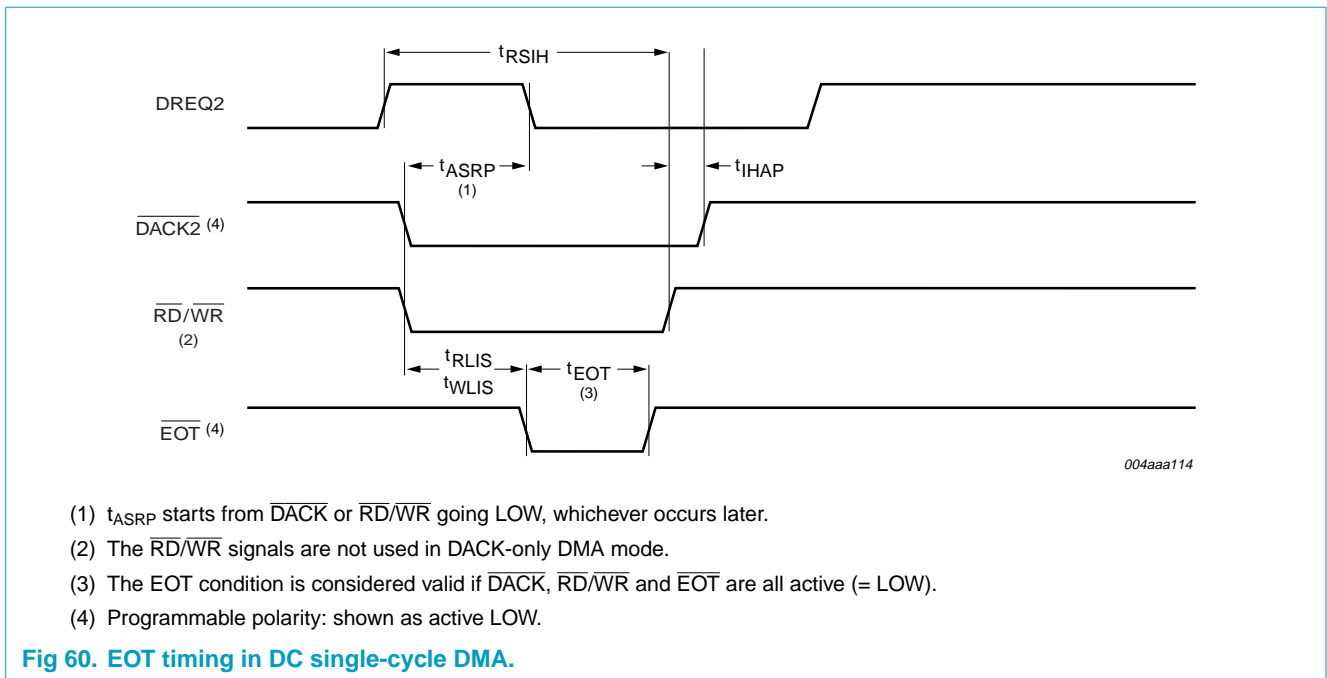 tRSIH
DREQ2
tASRP
(1)
tIHAP
DACK2 (4)
RD/WR
(2)
tRLIS
tWLIS
tEOT
(3)
EOT (4)
004aaa114
(1) tASRP starts from DACK or RD/WR going LOW, whichever occurs later.
(2) The RD/WR signals are not used in DACK-only DMA mode.
(3) The EOT condition is considered valid if DACK, RD/WR and EOT are all active (= LOW).
(4) Programmable polarity: shown as active LOW.
Fig 60. EOT timing in DC single-cycle DMA.